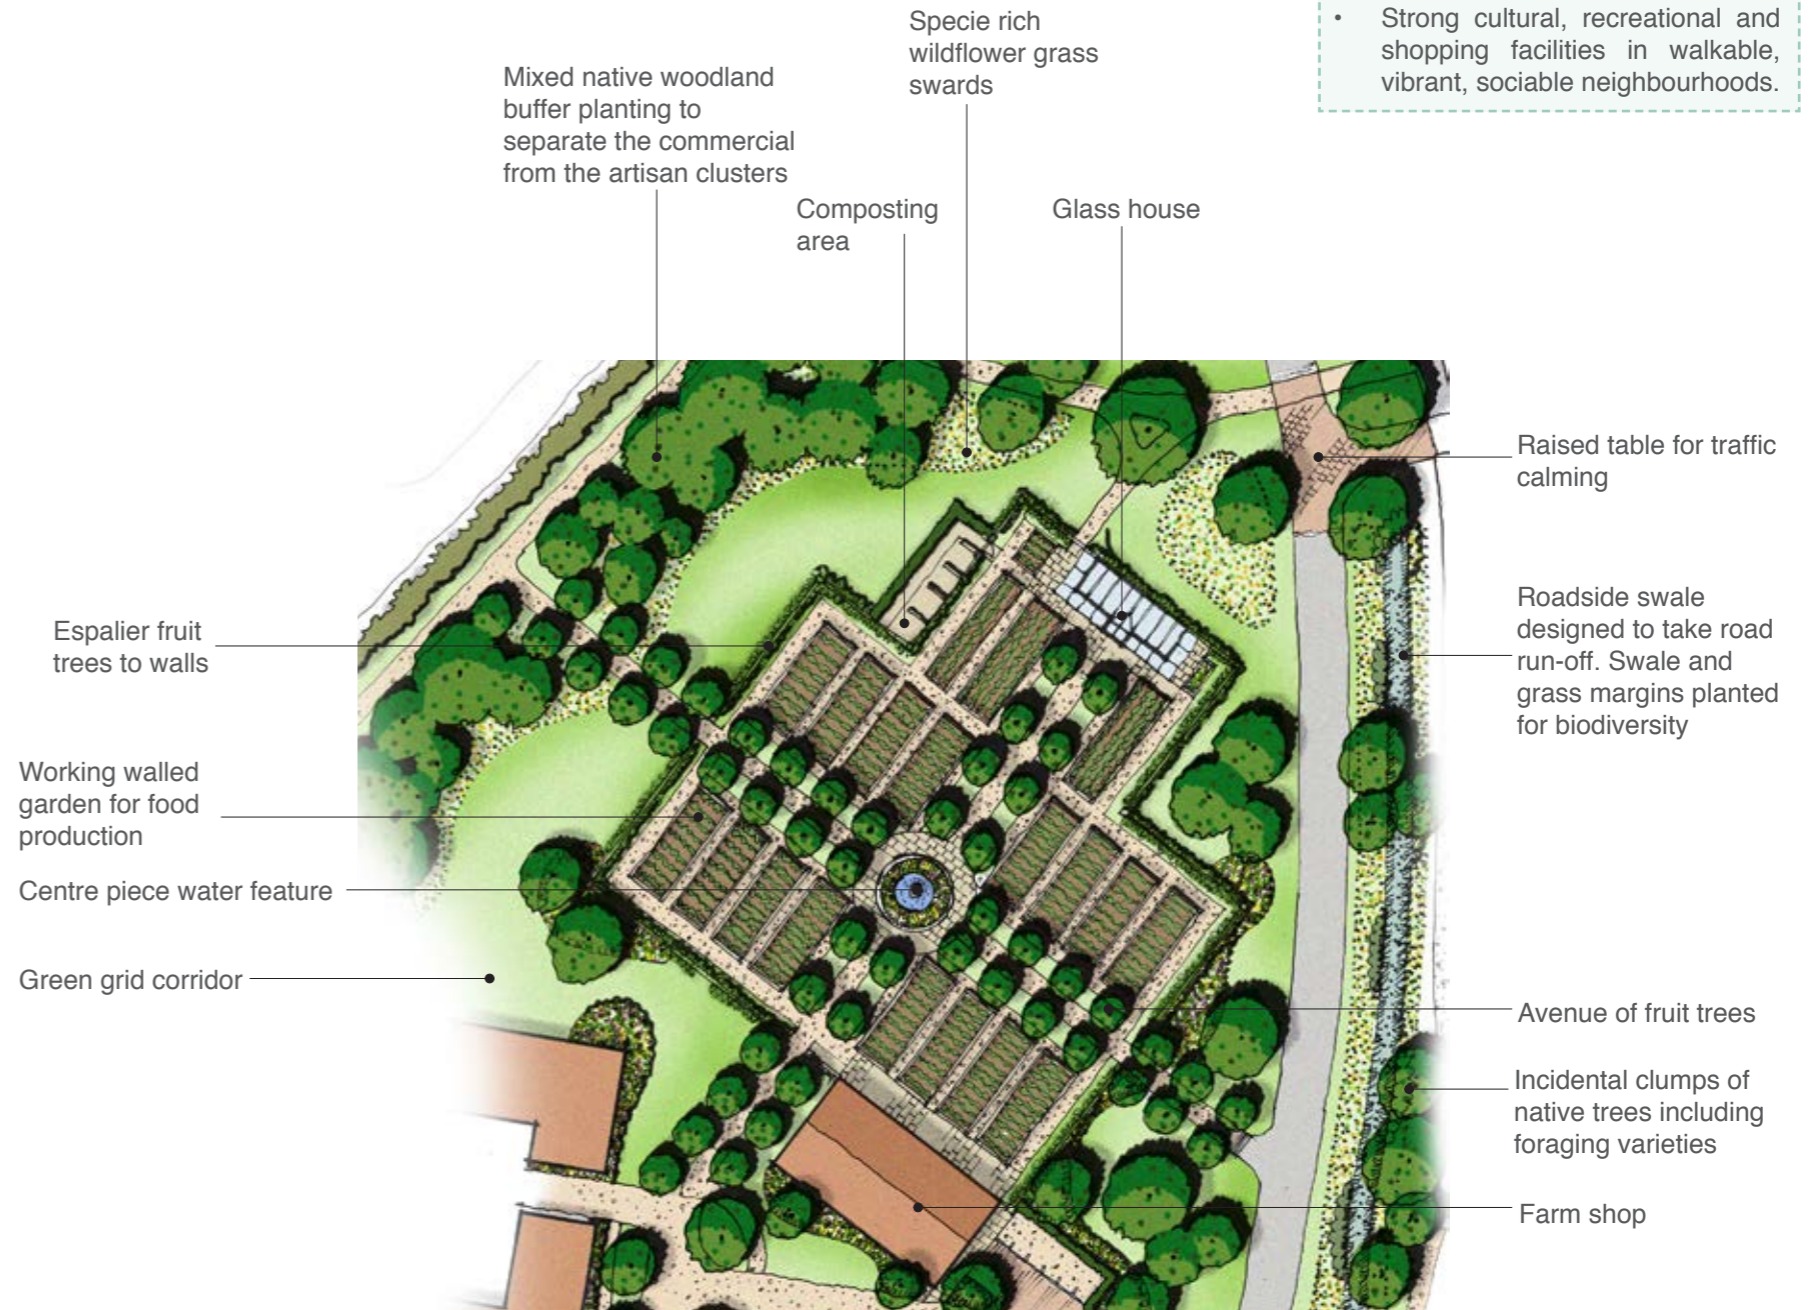 • Strong cultural, recreational and
shopping facilities in walkable,
vibrant, sociable neighbourhoods.
Specie rich
wildflower grass
swards
Mixed native woodland
buffer planting to
separate the commercial
from the artisan clusters
Composting
area
Glass house
Raised table for traffic
calming
Espalier fruit
trees to walls
Roadside swale
designed to take road
run-off. Swale and
grass margins planted
for biodiversity
Working walled
garden for food
production
Centre piece water feature
Green grid corridor
Avenue of fruit trees
Incidental clumps of
native trees including
foraging varieties
Farm shop